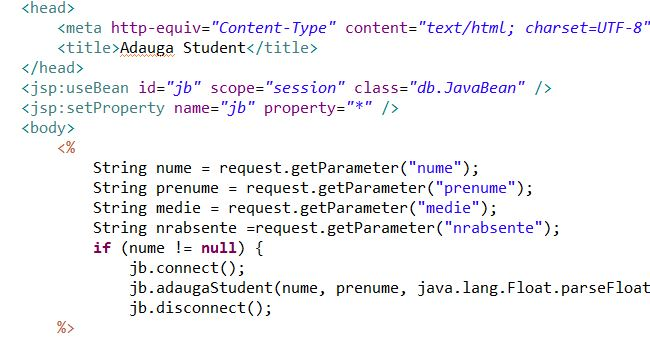 <head>
<meta http-equiv="Content-Type" content="text/html; charset=UTF-8"
<title>Adauga Student</title>
</head>
<jsp:useBean id="jb" scope="session" class="db.JavaBean" />
<jsp:setProperty name="jb" property="*" />
<body>
<%
String nume = request.getParameter("nume");
String prenume = request.getParameter("prenume");
String medie = request.getParameter("medie");
String nrabsente =request.getParameter("nrabsente");
if (nume != null) {
jb.connect();
jb.adaugaStudent(nume, prenume, java.lang.Float.parseFloat
jb.disconnect();
%>